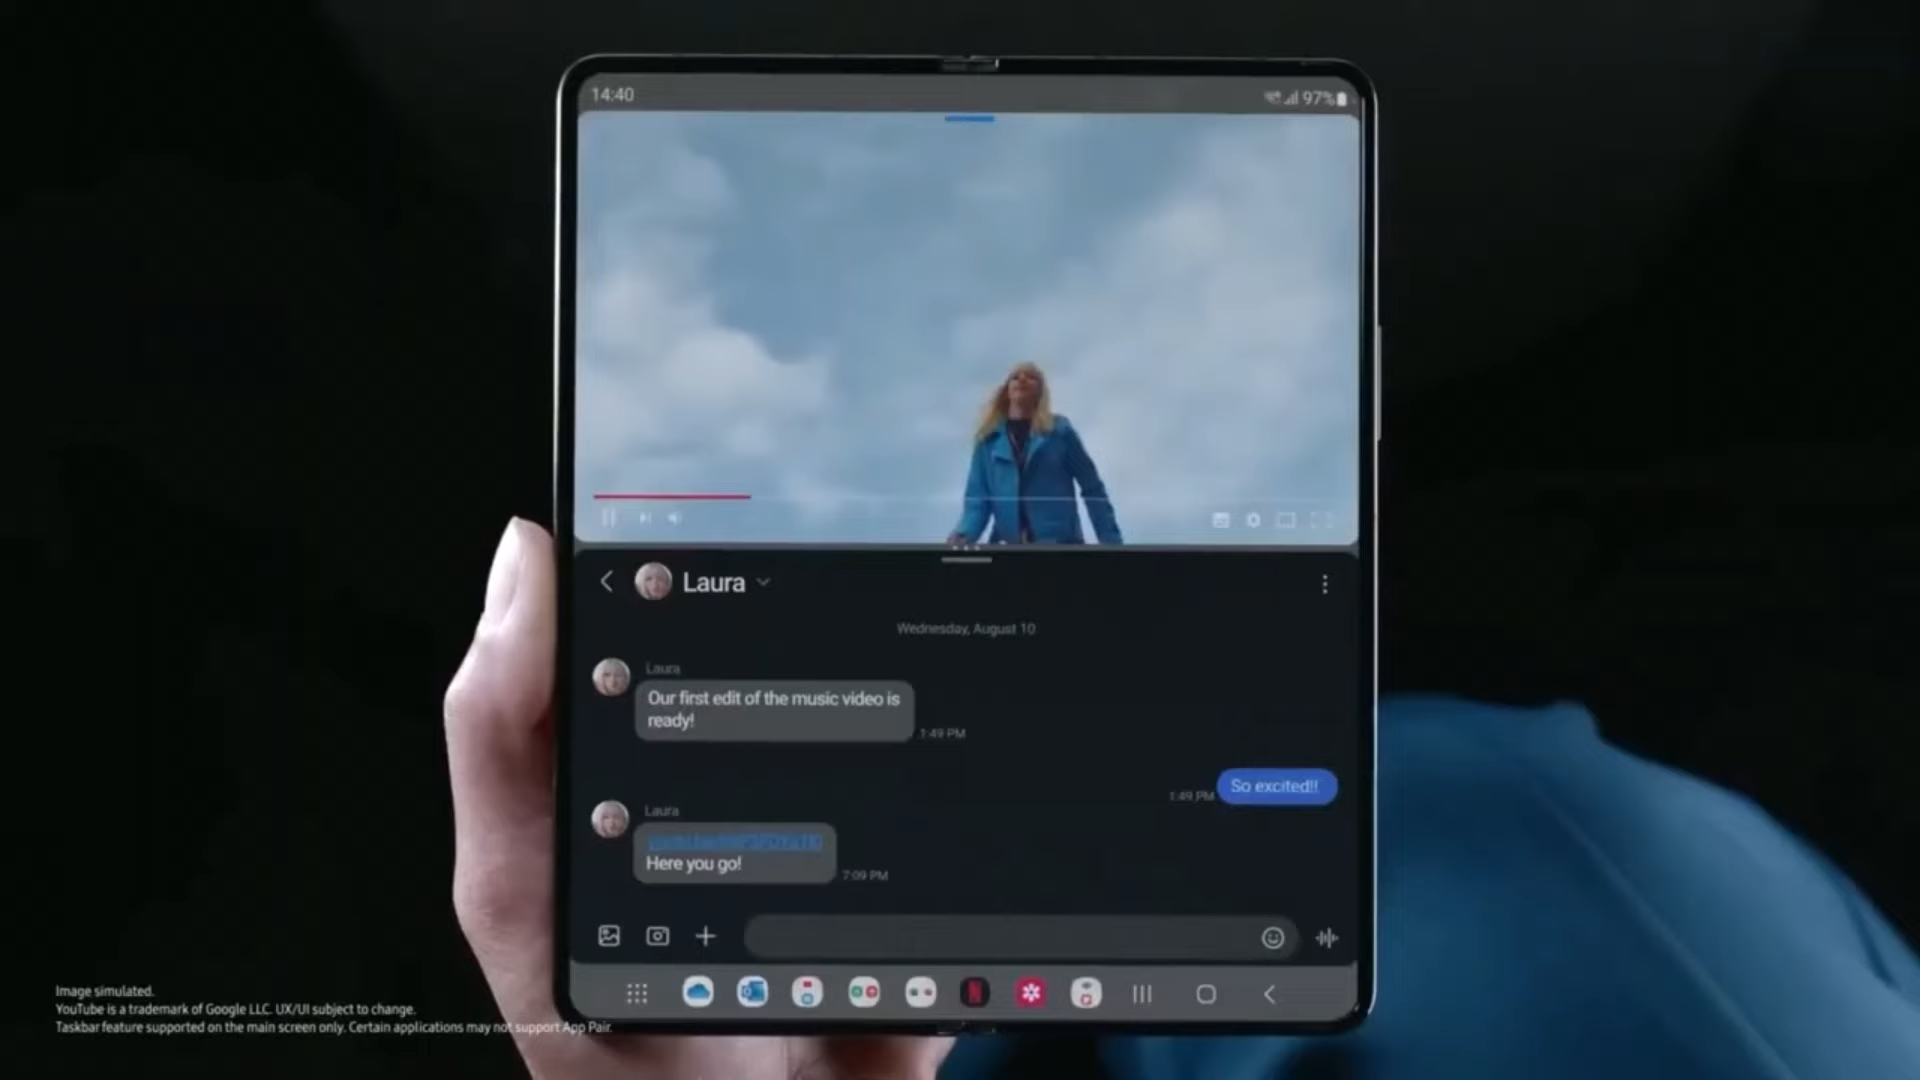 14:40
97%
Laura
Wednesday, August 10
Laura
Our first edit of the music video is
ready!
1:49 PM
So excited!!
1:49 PM
Laura
Here you go!
7:09 PM
Image simulated.
YouTube is a trademark of Google LLC. UX/UI subject to change.
Taskbar feature supported on the main screen only. Certain applications may not support App Pair.